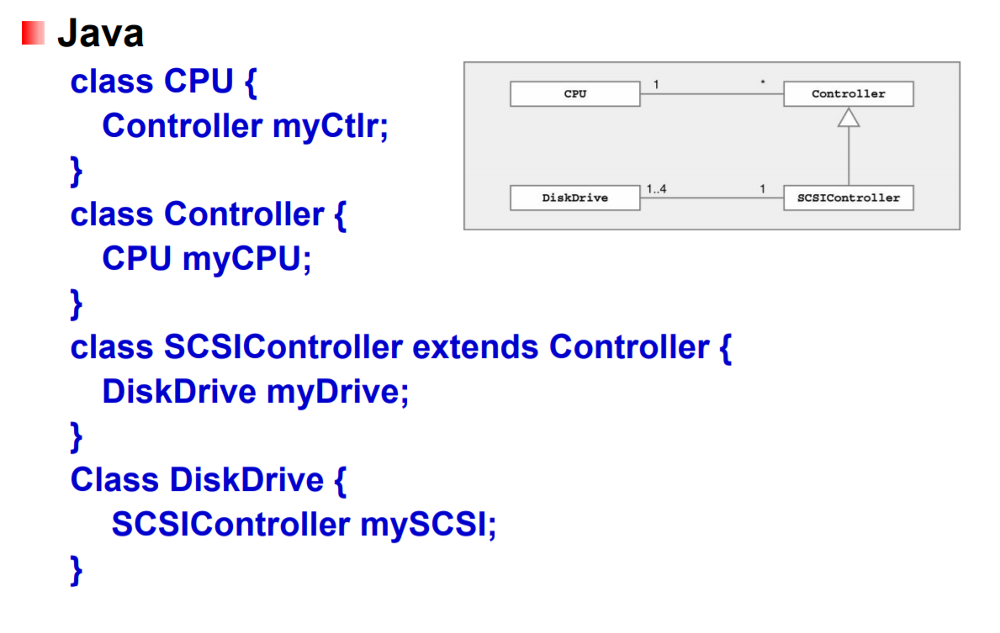 Java
class CPU {
Controller myCtlr;
}
class Controller {
CPU myCPU;
}
class SCSIController extends Controller {
DiskDrive myDrive;
}
Class DiskDrive {
SCSIController mySCSI;
}
CPU 1 * Controller
DiskDrive 1..4 1 SCSIController